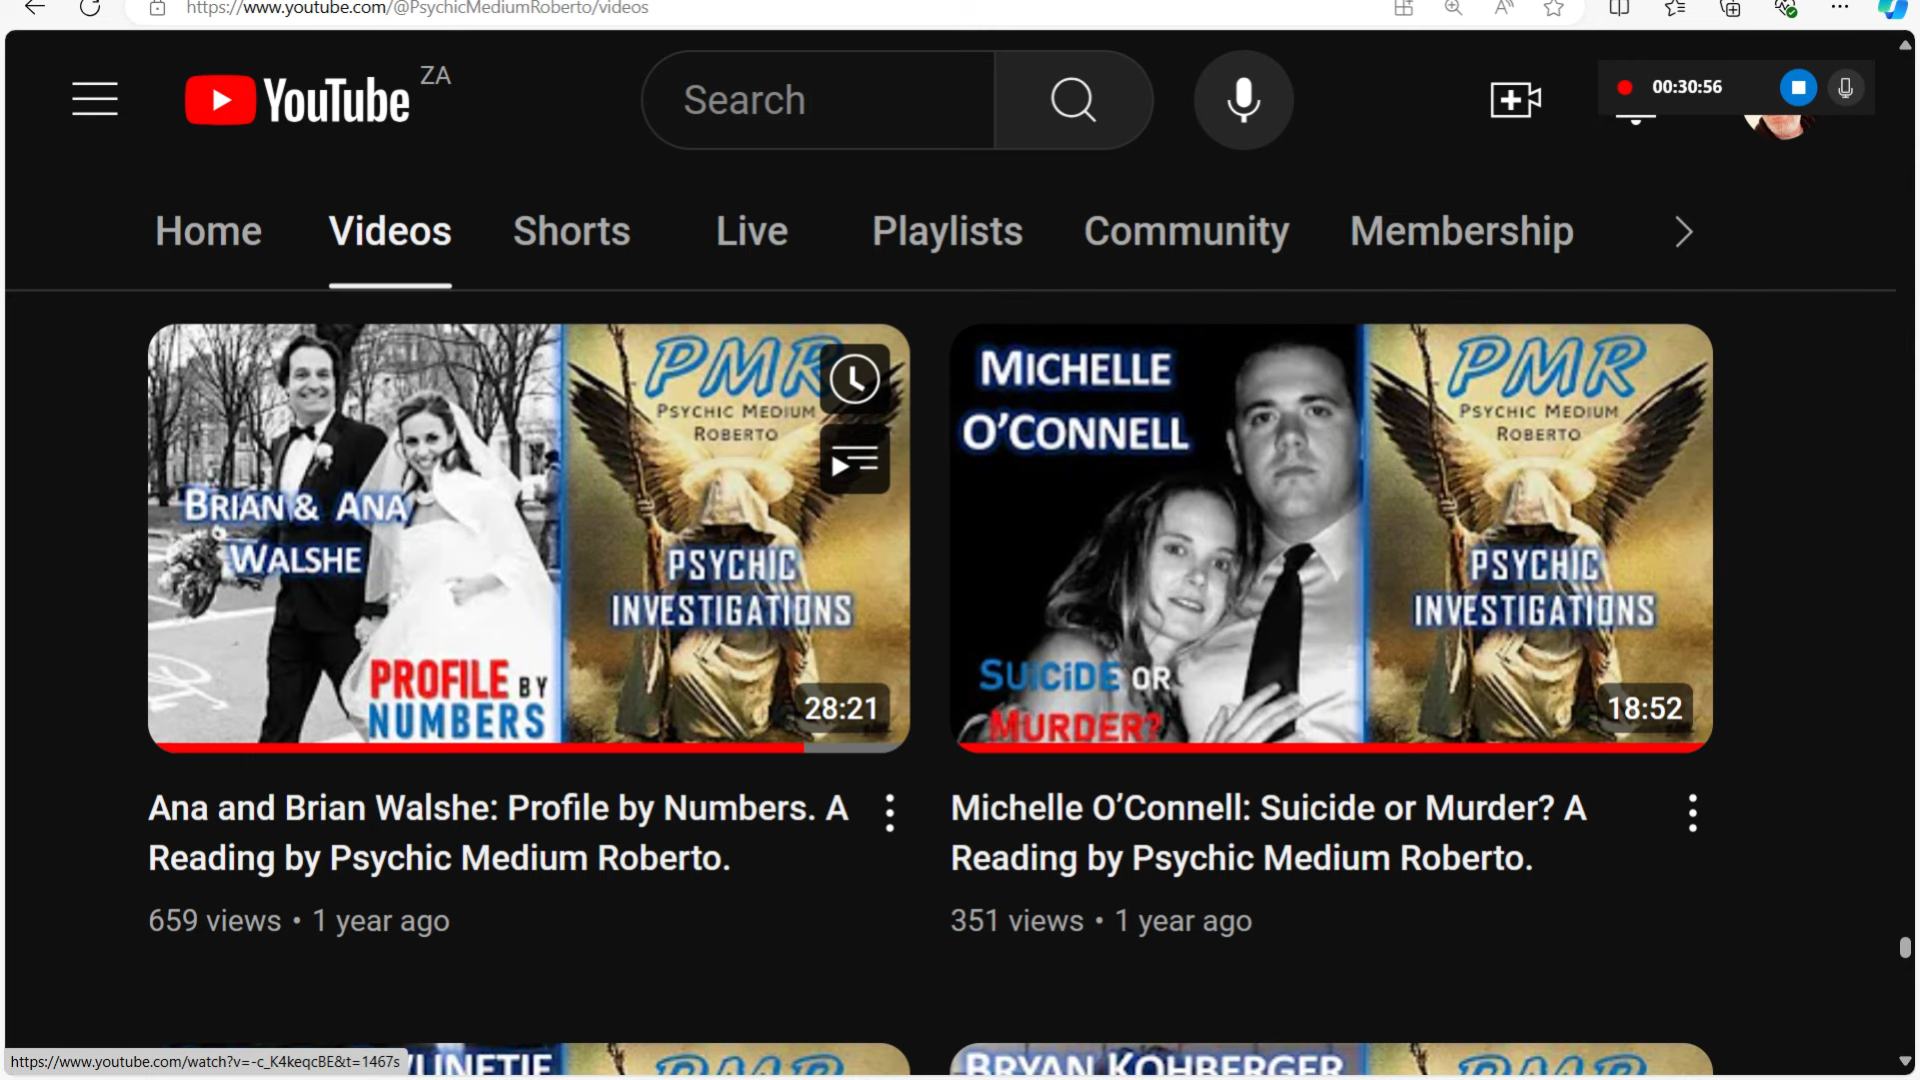 https://www.youtube.com/@PsychicMediumRoberto/videos
YouTube ZA
Search
00:30:56
Home Videos Shorts Live Playlists Community Membership
BRIAN & ANA
WALSHE
PROFILE BY
NUMBERS
PMR
PSYCHIC MEDIUM
ROBERTO
PSYCHIC
INVESTIGATIONS
28:21
MICHELLE
O'CONNELL
SUICIDE OR
MURDER?
PMR
PSYCHIC MEDIUM
ROBERTO
PSYCHIC
INVESTIGATIONS
18:52
Ana and Brian Walshe: Profile by Numbers. A
Reading by Psychic Medium Roberto.
659 views • 1 year ago
Michelle O’Connell: Suicide or Murder? A
Reading by Psychic Medium Roberto.
351 views • 1 year ago
PMR
BRYAN KOHBERGER
PMR
https://www.youtube.com/watch?v=-c_K4keqcBE&t=1467s